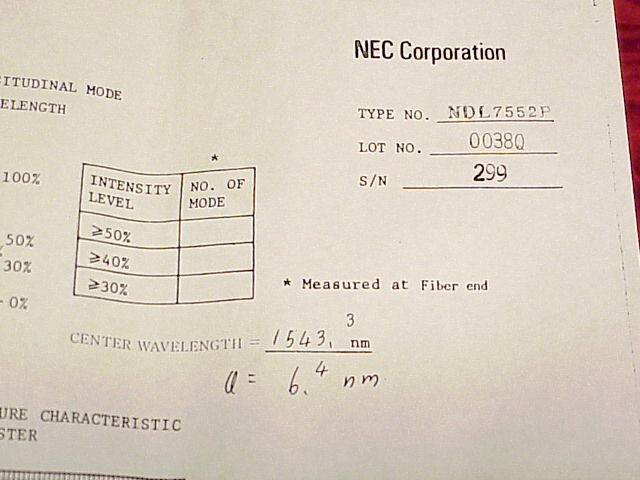 NEC Corporation
ITUDINAL MODE
ELENGTH
TYPE NO. NDL7552P
LOT NO. 0038Q
S/N 299
*
100%
50%
30%
0%
INTENSITY LEVEL
NO. OF MODE
≥50%
≥40%
≥30%
* Measured at Fiber end
CENTER WAVELENGTH = 1543.3 nm
a = 6.4 nm
URE CHARACTERISTIC
STER